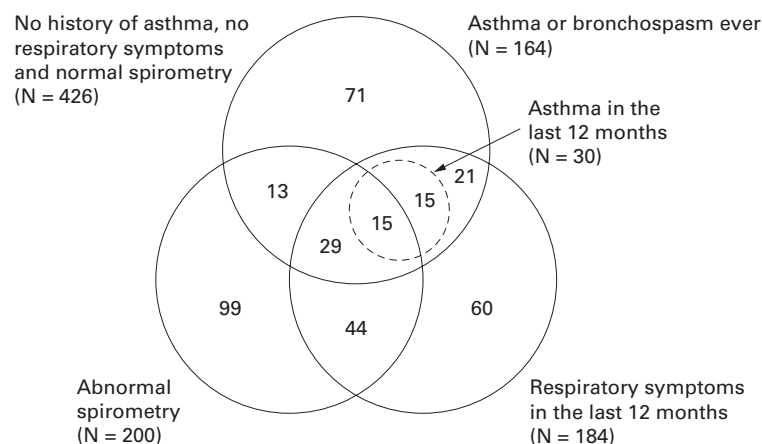 No history of asthma, no
respiratory symptoms
and normal spirometry
(N = 426)
Asthma or bronchospasm ever
(N = 164)
71
Asthma in the
last 12 months
(N = 30)
13
21
15
15
29
99
44
60
Abnormal
spirometry
(N = 200)
Respiratory symptoms
in the last 12 months
(N = 184)